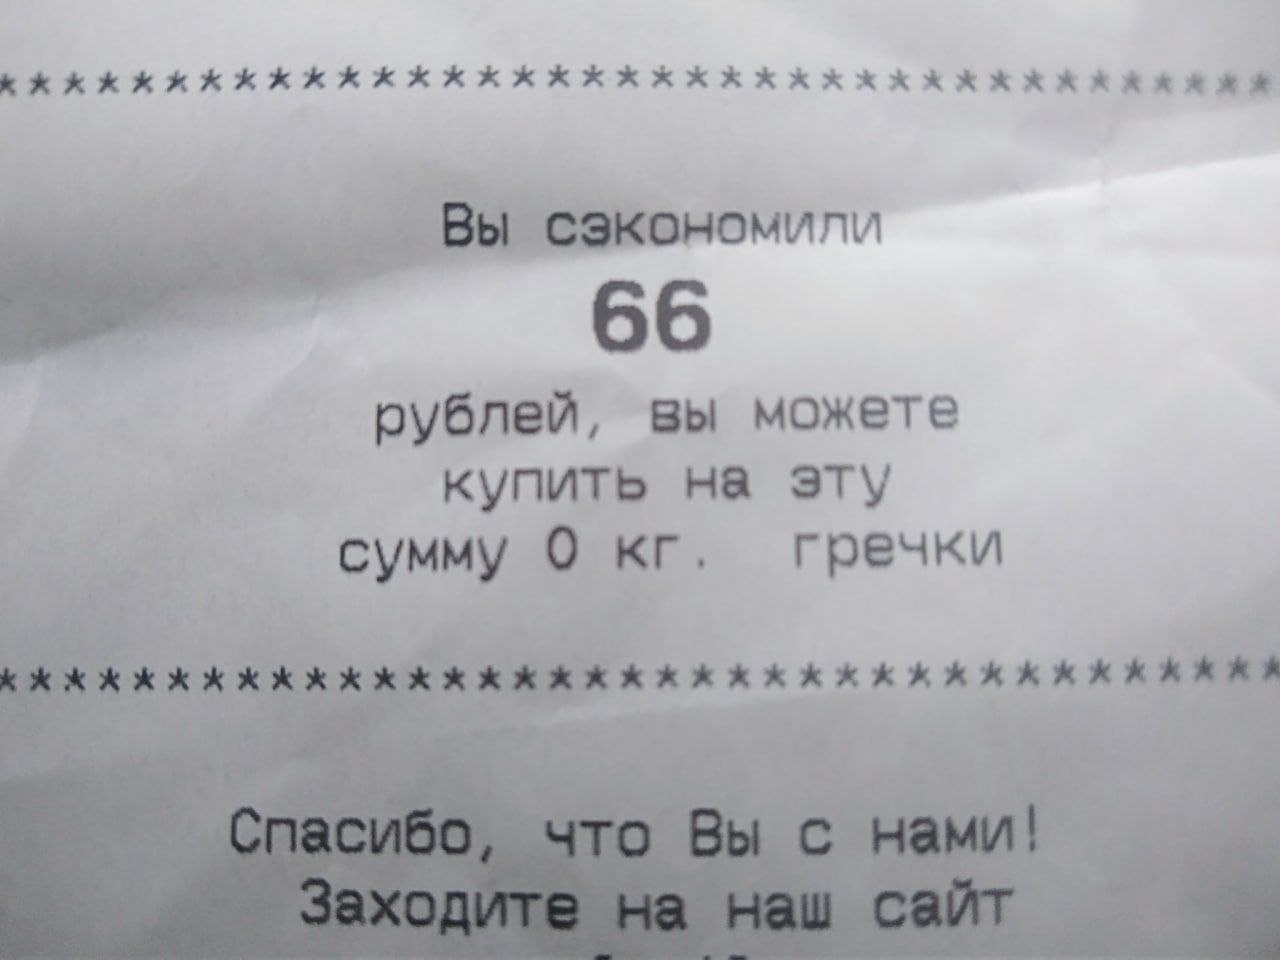 ************************************
Вы сэкономили
66
рублей, вы можете
купить на эту
сумму 0 кг.  гречки
************************************
Спасибо, что Вы с нами!
Заходите на наш сайт